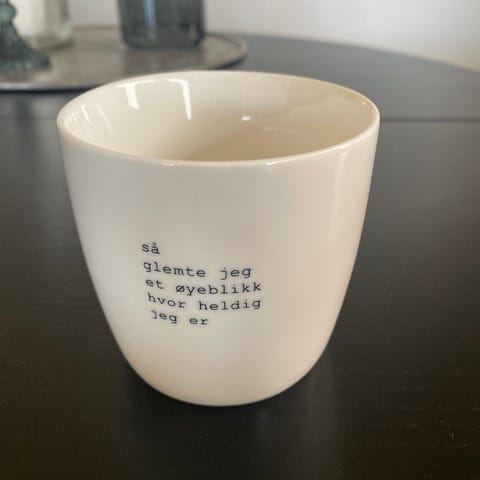 så
glemte jeg
et øyeblikk
hvor heldig
jeg er